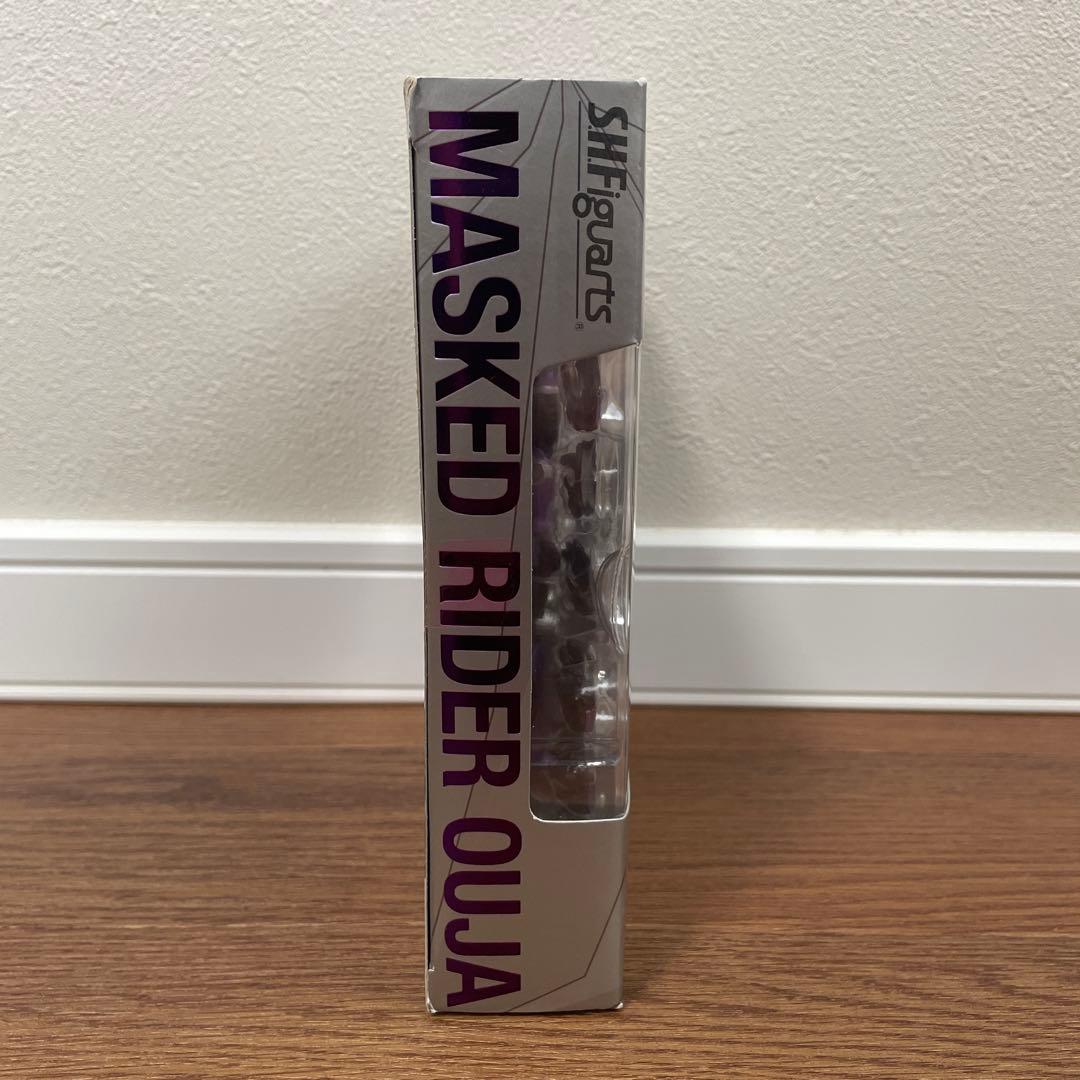 S.H.Figuarts
®
MASKED RIDER OUJA